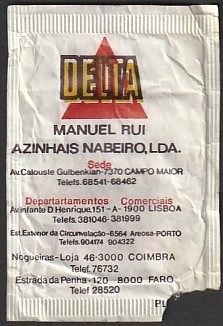 DELTA
MANUEL RUI
AZINHAIS NABEIRO, LDA.
Sede
Av.Calouste Gulbenkian-7370 CAMPO MAIOR
Telefs.68541-68462
Departamentos Comerciais
Av.Infante D.Henrique,151-A-1900 LISBOA
Telefs.381046-381999
Est.Exterior da Circunvalação-6564 Areosa-PORTO
Telefs.904174 904322
Nogueiras-Loja 46-3000 COIMBRA
Telef.76732
Estrada da Penha-120 8000 FARO
Telef 28520